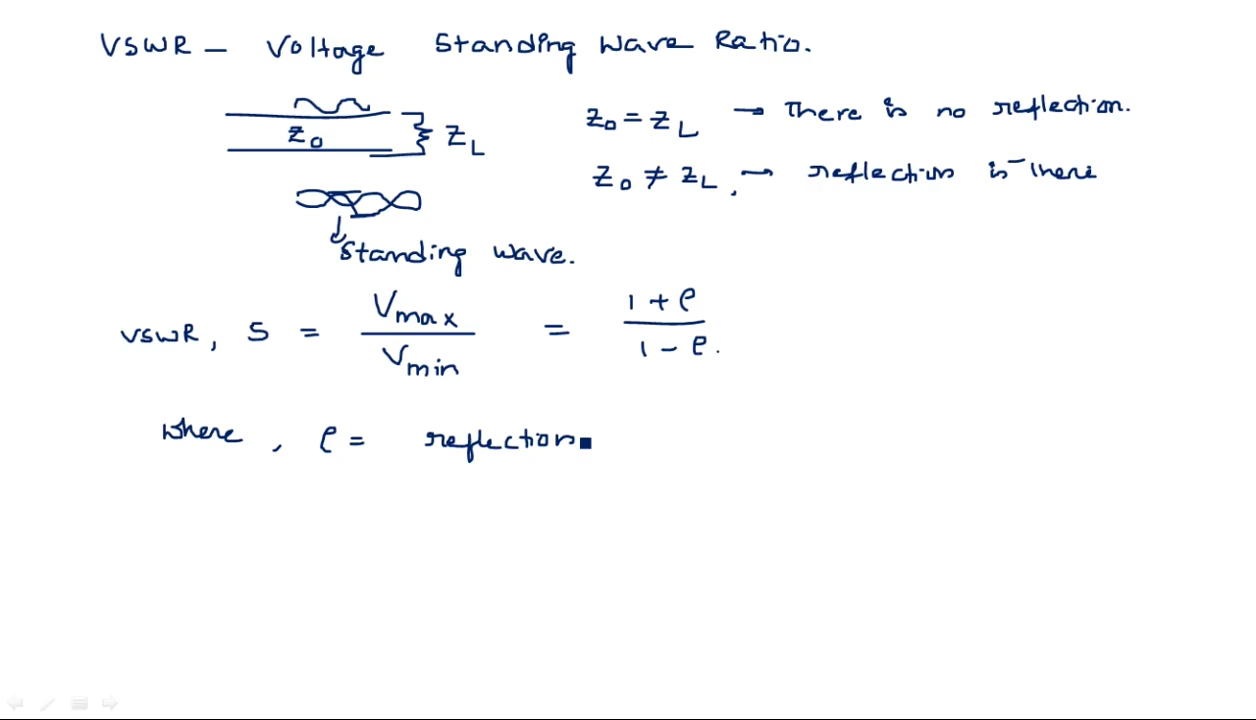 VSWR – Voltage Standing Wave Ratio.
Z0 ZL
Z0 = ZL → There is no reflection.
Z0 ≠ ZL, → reflection is there
Standing wave.
VSWR, S = Vmax / Vmin = 1 + ρ / 1 - ρ.
where, ρ = reflection